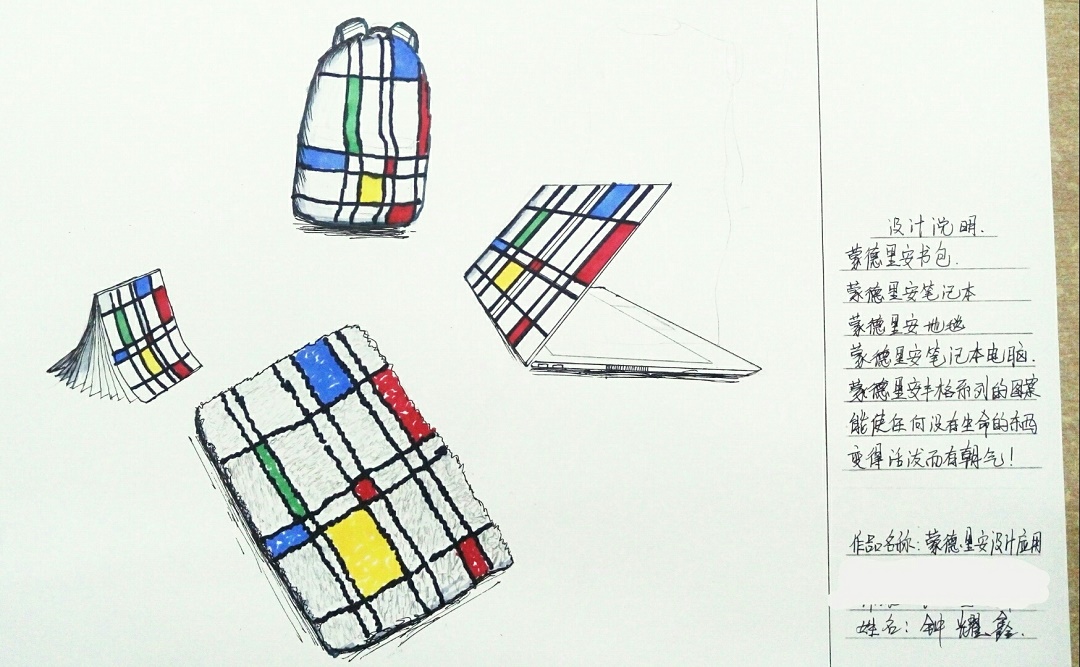 设计说明.
蒙德里安书包.
蒙德里安笔记本
蒙德里安地毯
蒙德里安笔记本电脑.
蒙德里安丰格系列的图案
能使任何没有生命的东西
变得活泼而有朝气!
作品名称:蒙德里安设计应用
姓名:钟耀鑫.